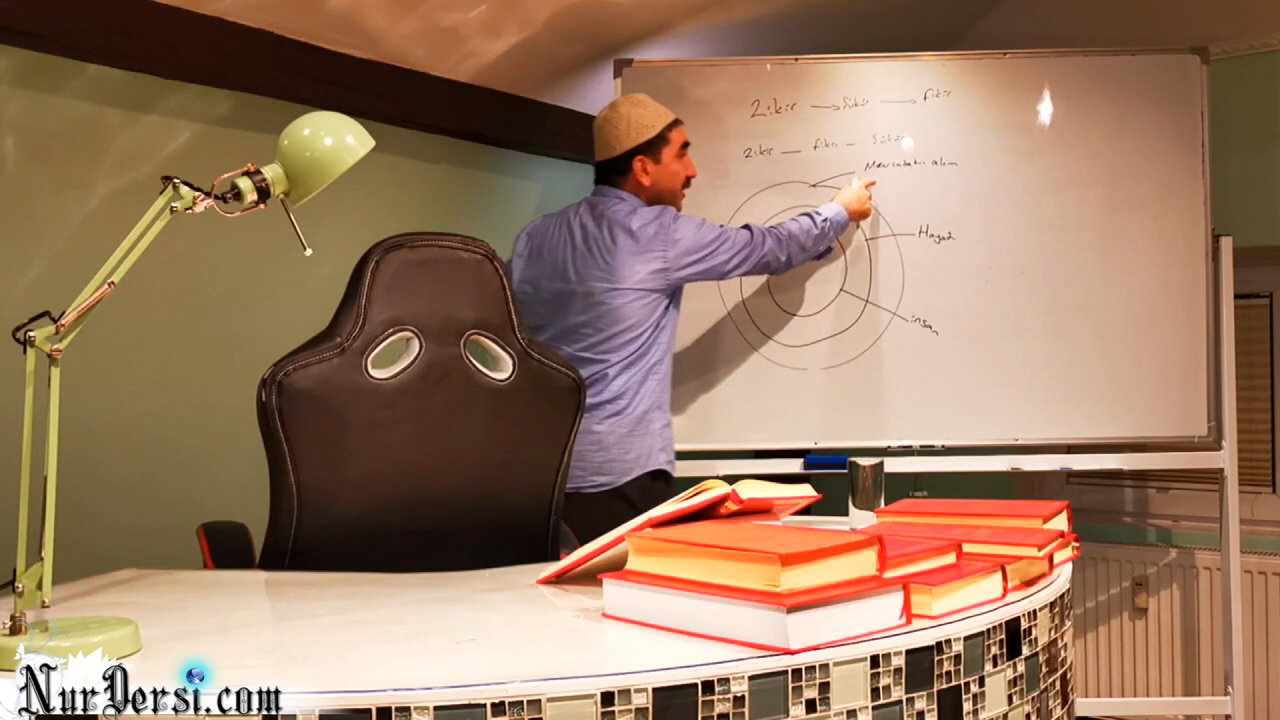 Zikir → Şükür → fikir
Zikir — fikir — Şükür
Mevcudatı alem
Hayat
insan
NurDersi.com